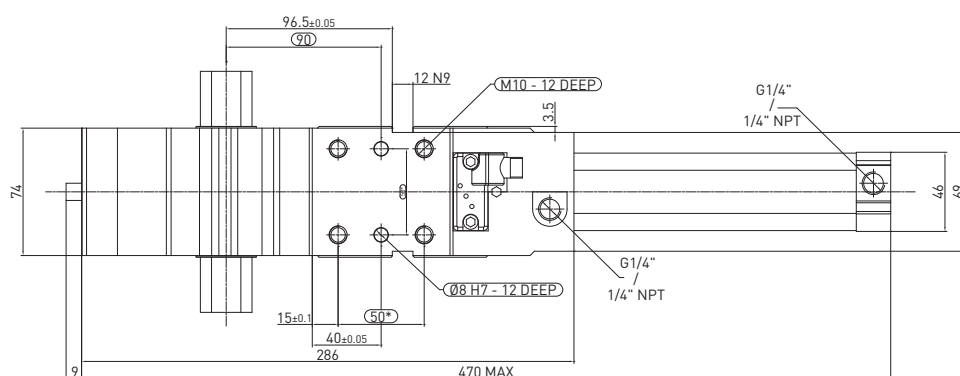 96.5±0.05
90
12 N9
M10 - 12 DEEP
3.5
G1/4"
/
1/4" NPT
74
46
69
G1/4"
/
1/4" NPT
Ø8 H7 - 12 DEEP
15±0.1
50*
40±0.05
286
9
470 MAX